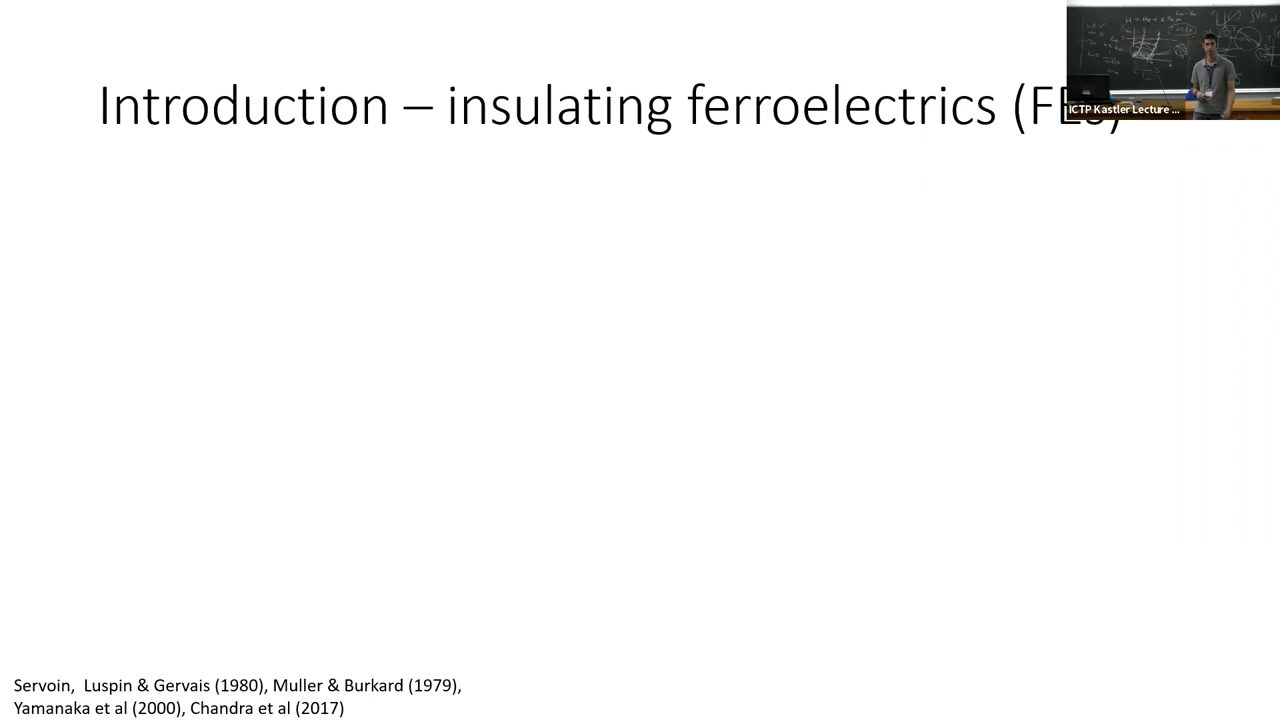 Introduction – insulating ferroelectrics (FEs)
ICTP Kastler Lecture ...
Servoin, Luspin & Gervais (1980), Muller & Burkard (1979),
Yamanaka et al (2000), Chandra et al (2017)